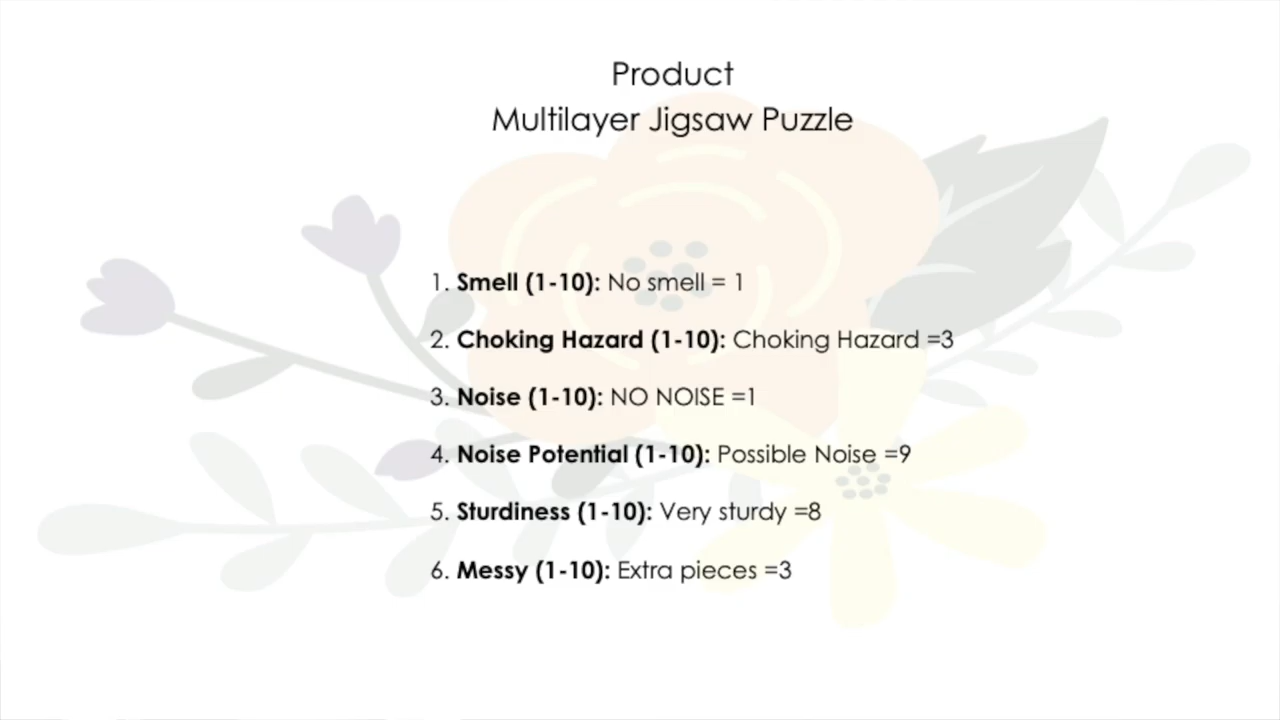 Product
Multilayer Jigsaw Puzzle
1. Smell (1-10): No smell = 1
2. Choking Hazard (1-10): Choking Hazard =3
3. Noise (1-10): NO NOISE =1
4. Noise Potential (1-10): Possible Noise =9
5. Sturdiness (1-10): Very sturdy =8
6. Messy (1-10): Extra pieces =3